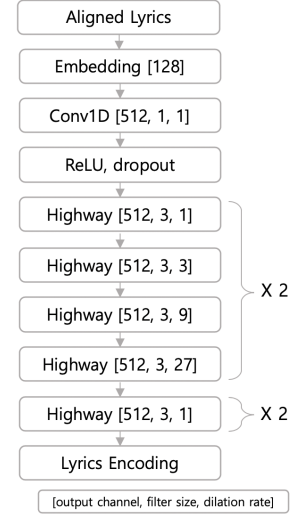 Aligned Lyrics
Embedding [128]
Conv1D [512, 1, 1]
ReLU, dropout
Highway [512, 3, 1]
Highway [512, 3, 3]
Highway [512, 3, 9]
X 2
Highway [512, 3, 27]
Highway [512, 3, 1]
X 2
Lyrics Encoding
[output channel, filter size, dilation rate]